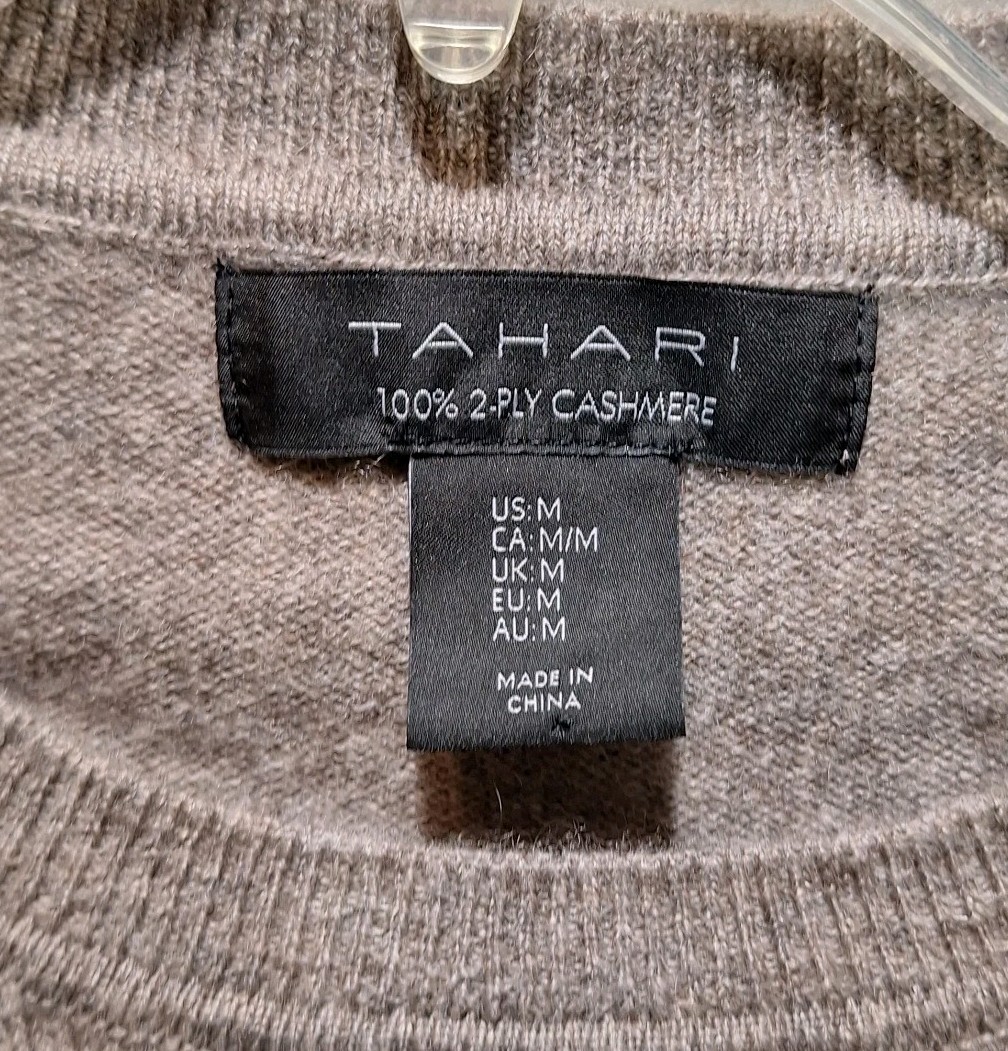 TAHARI
100% 2-PLY CASHMERE
US: M
CA: M/M
UK: M
EU: M
AU: M
MADE IN
CHINA